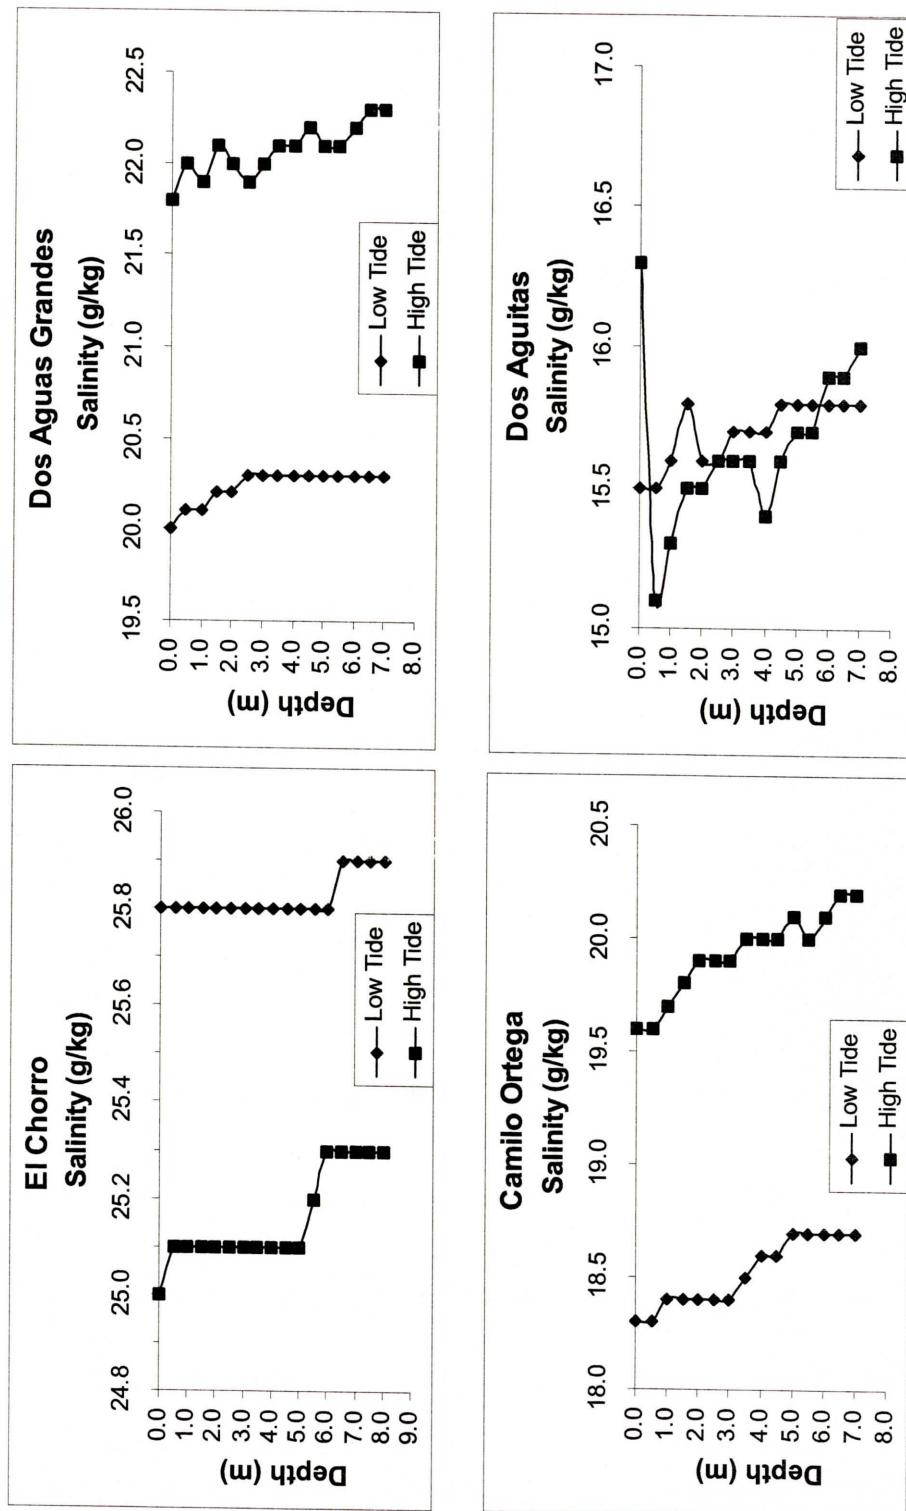 El Chorro
Salinity (g/kg)
24.8 25.0 25.2 25.4 25.6 25.8 26.0
0.0
1.0
2.0
3.0
4.0
5.0
6.0
7.0
8.0
9.0
Depth (m)
Low Tide
High Tide
Dos Aguas Grandes
Salinity (g/kg)
19.5 20.0 20.5 21.0 21.5 22.0 22.5
0.0
1.0
2.0
3.0
4.0
5.0
6.0
7.0
8.0
Depth (m)
Low Tide
High Tide
Camilo Ortega
Salinity (g/kg)
18.0 18.5 19.0 19.5 20.0 20.5
0.0
1.0
2.0
3.0
4.0
5.0
6.0
7.0
8.0
Depth (m)
Low Tide
High Tide
Dos Aguitas
Salinity (g/kg)
15.0 15.5 16.0 16.5 17.0
0.0
1.0
2.0
3.0
4.0
5.0
6.0
7.0
8.0
Depth (m)
Low Tide
High Tide